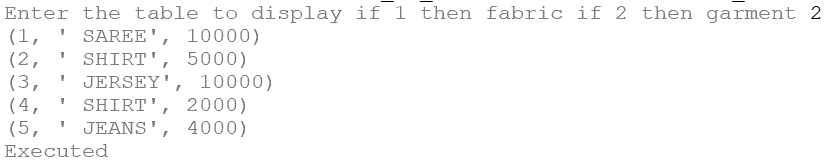 Enter the table to display if 1 then fabric if 2 then garment 2
(1, ' SAREE', 10000)
(2, ' SHIRT', 5000)
(3, ' JERSEY', 10000)
(4, ' SHIRT', 2000)
(5, ' JEANS', 4000)
Executed